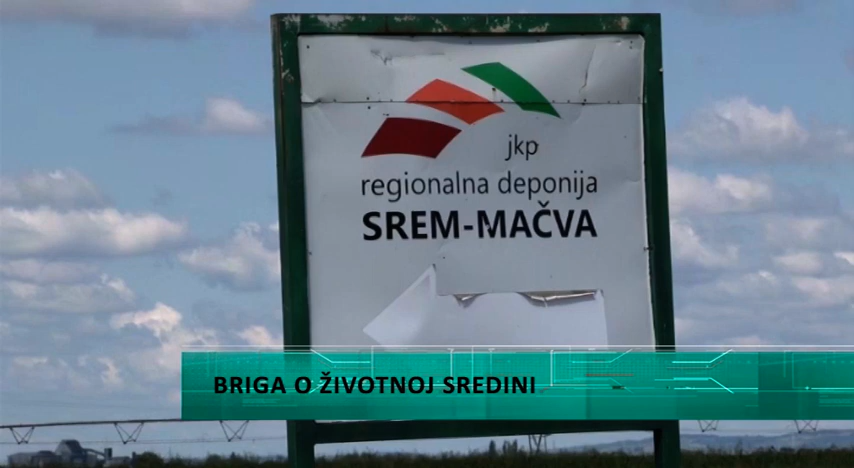 jkp
regionalna deponija
SREM-MAČVA
BRIGA O ŽIVOTNOJ SREDINI